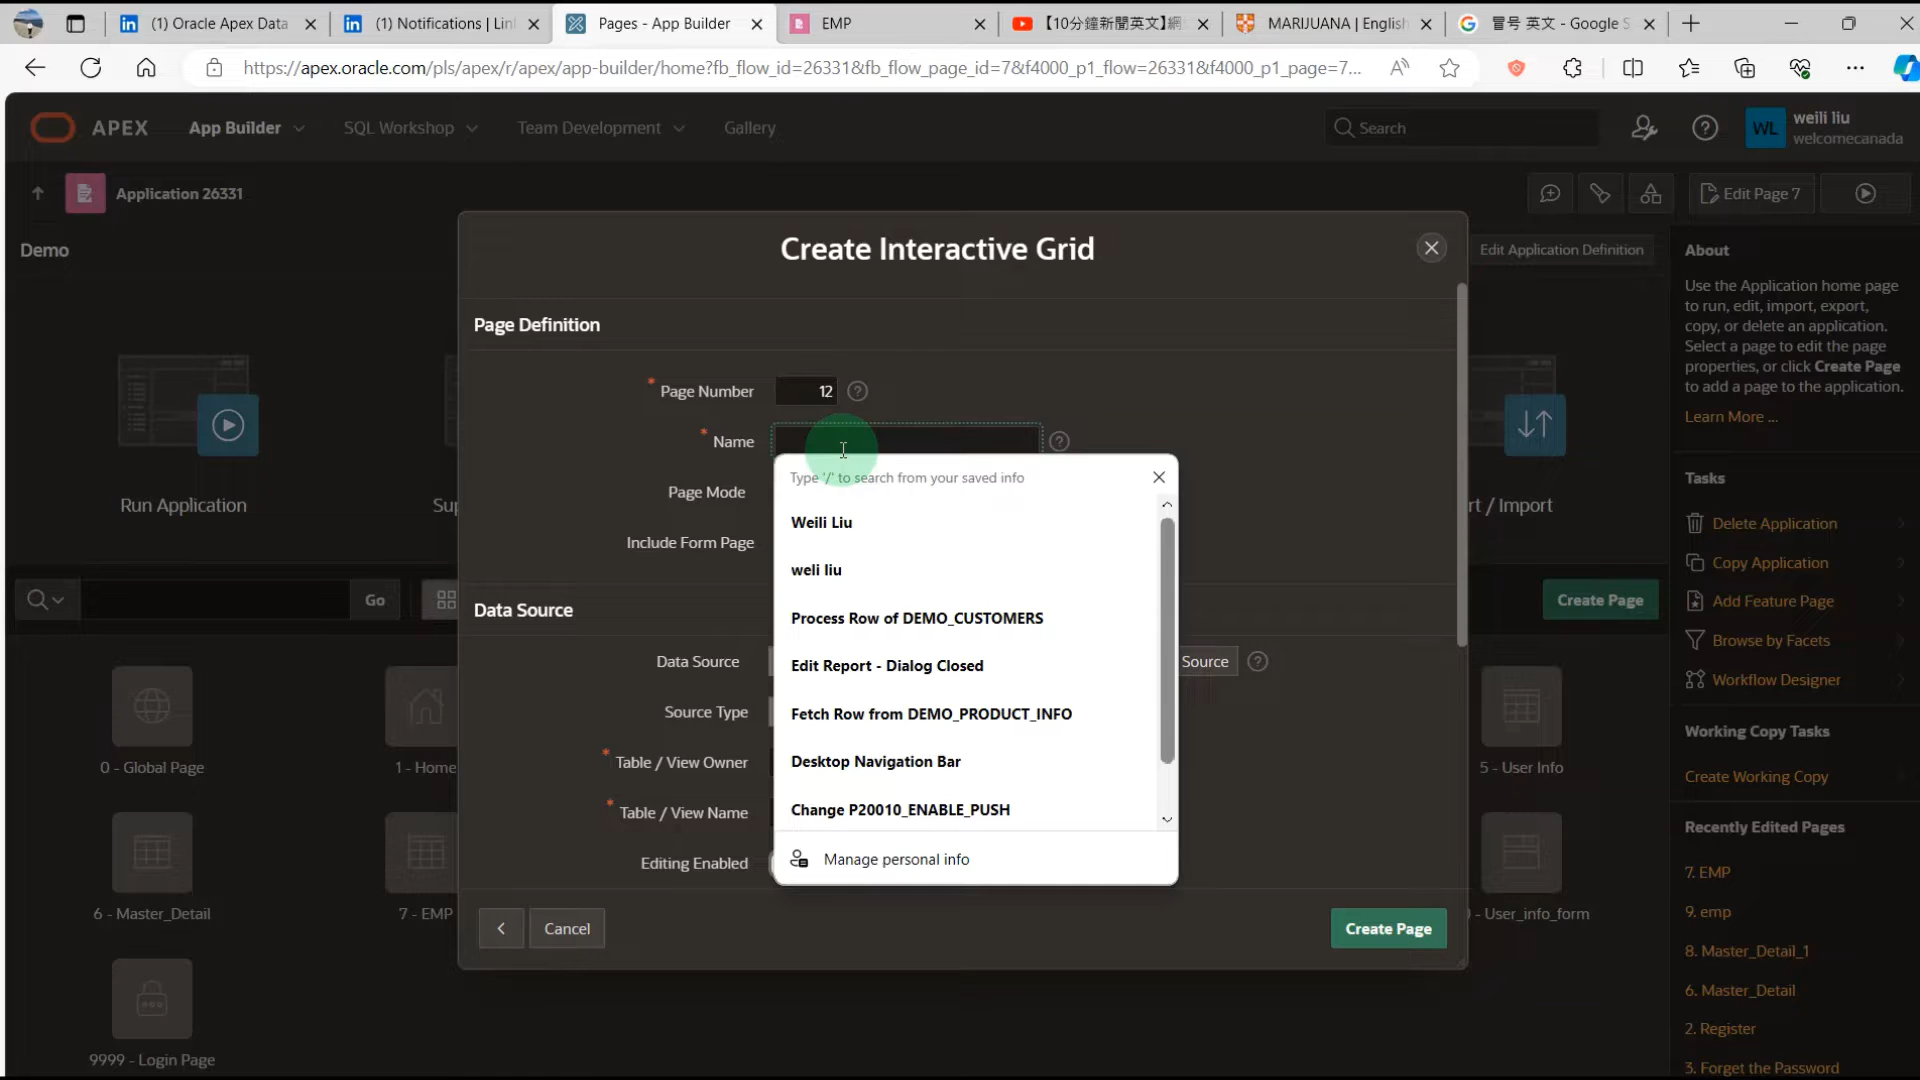 (1) Oracle Apex Data
(1) Notifications | Lin
Pages - App Builder
EMP
【10分鐘新聞英文】網
MARIJUANA | English
冒号 英文 - Google S
https://apex.oracle.com/pls/apex/r/apex/app-builder/home?fb_flow_id=26331&fb_flow_page_id=7&f4000_p1_flow=26331&f4000_p1_page=7...
APEX
App Builder
SQL Workshop
Team Development
Gallery
Search
WL
weili liu
welcomecanada
Application 26331
Edit Page 7
Demo
Edit Application Definition
Create Interactive Grid
Page Definition
* Page Number
12
* Name
Page Mode
Include Form Page
Type '/' to search from your saved info
Weili Liu
weli liu
Process Row of DEMO_CUSTOMERS
Edit Report - Dialog Closed
Fetch Row from DEMO_PRODUCT_INFO
Desktop Navigation Bar
Change P20010_ENABLE_PUSH
Manage personal info
Data Source
Data Source
Source
Source Type
* Table / View Owner
* Table / View Name
Editing Enabled
Cancel
Create Page
Run Application
Sup
rt / Import
Go
Create Page
0 - Global Page
1 - Home
5 - User Info
6 - Master_Detail
7 - EMP
- User_info_form
9999 - Login Page
About
Use the Application home page
to run, edit, import, export,
copy, or delete an application.
Select a page to edit the page
properties, or click Create Page
to add a page to the application.
Learn More ...
Tasks
Delete Application
Copy Application
Add Feature Page
Browse by Facets
Workflow Designer
Working Copy Tasks
Create Working Copy
Recently Edited Pages
7. EMP
9. emp
8. Master_Detail_1
6. Master_Detail
2. Register
3. Forget the Password